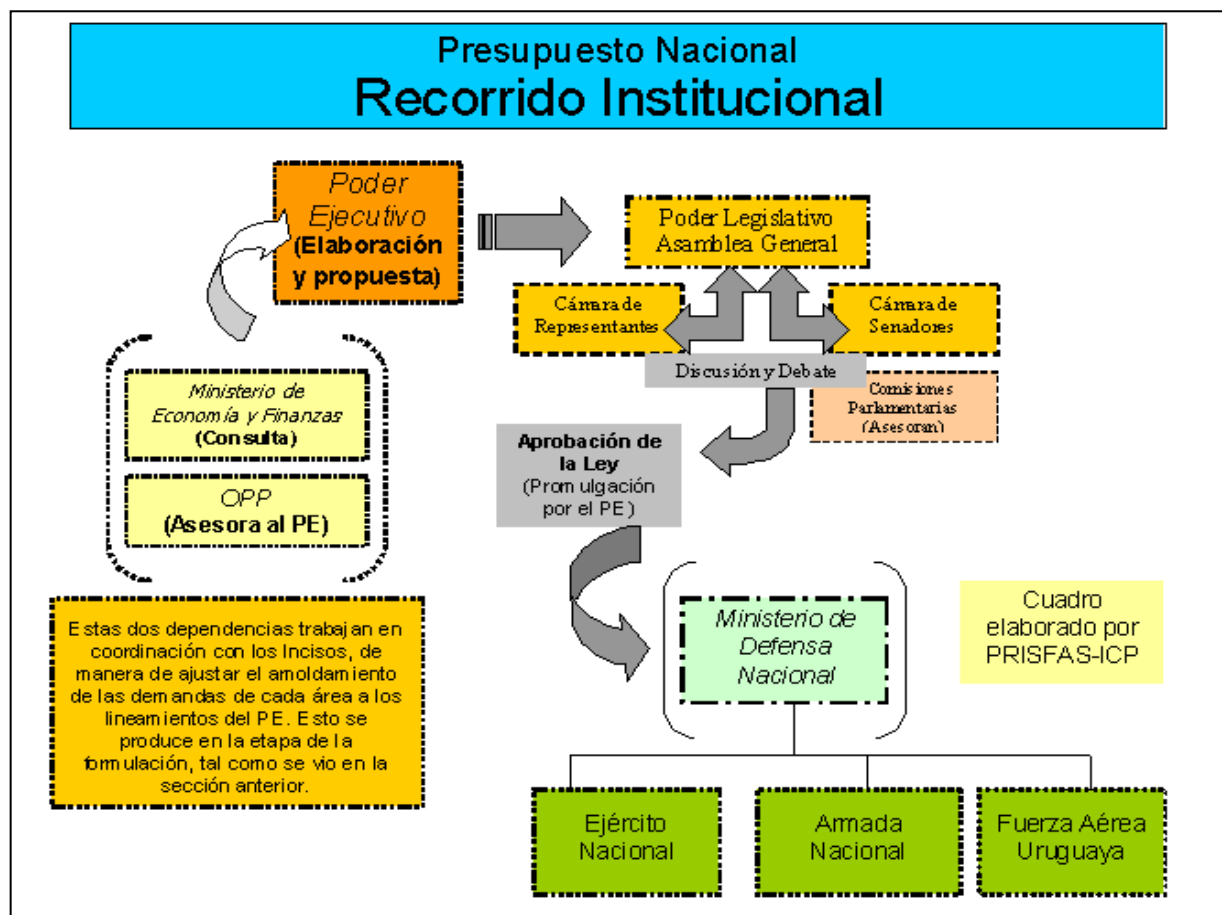 Presupuesto Nacional
Recorrido Institucional
Poder
Ejecutivo
(Elaboración
y propuesta)
Poder Legislativo
Asamblea General
Cámara de
Representantes
Cámara de
Senadores
Discusión y Debate
Comisiones
Parlamentarias
(Asesoran)
Ministerio de
Economía y Finanzas
(Consulta)
OPP
(Asesora al PE)
Aprobación de
la Ley
(Promulgación
por el PE)
Estas dos dependencias trabajan en
coordinación con los Incisos, de
manera de ajustar el amoldamiento
de las demandas de cada área a los
lineamientos del PE. Esto se
produce en la etapa de la
formulación, tal como se vio en la
sección anterior.
Ministerio de
Defensa
Nacional
Cuadro
elaborado por
PRISFAS-ICP
Ejército
Nacional
Armada
Nacional
Fuerza Aérea
Uruguaya